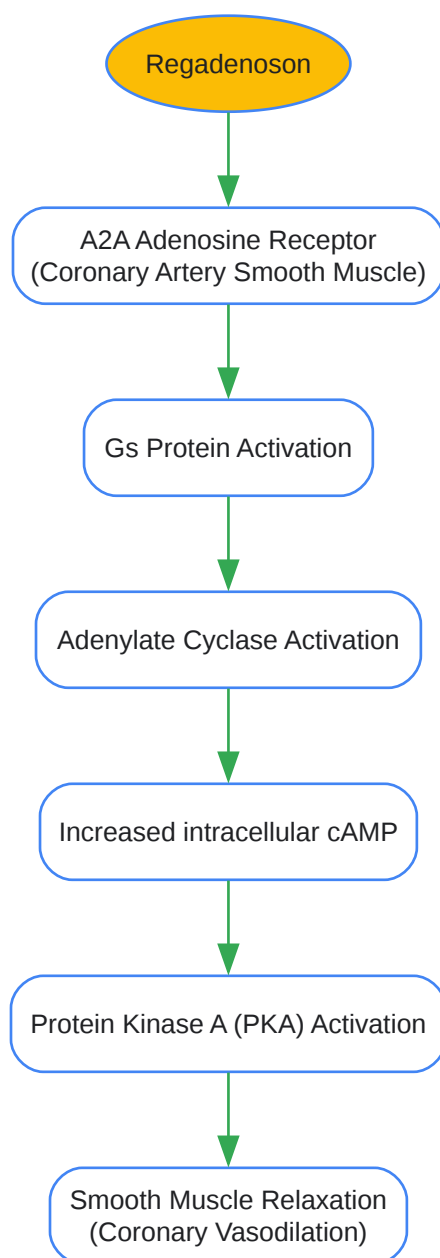 Regadenoson
A2A Adenosine Receptor
(Coronary Artery Smooth Muscle)
Gs Protein Activation
Adenylate Cyclase Activation
Increased intracellular cAMP
Protein Kinase A (PKA) Activation
Smooth Muscle Relaxation
(Coronary Vasodilation)